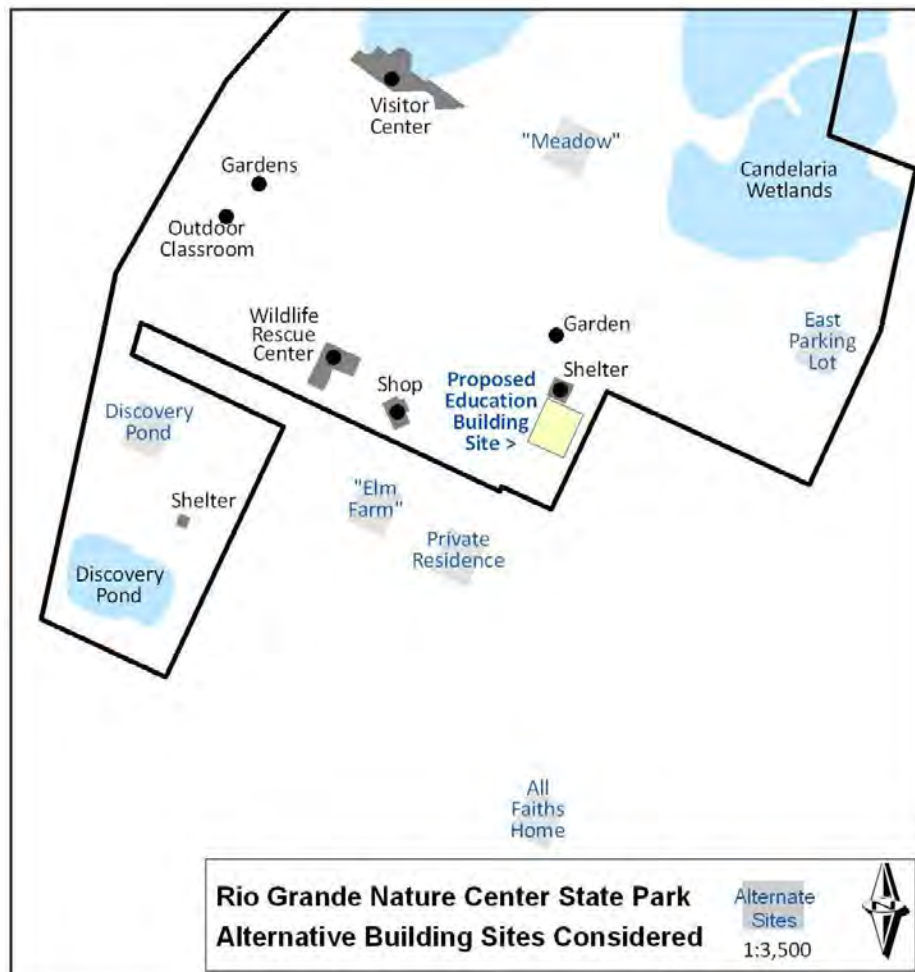 Visitor
Center
"Meadow"
Gardens
Candelaria
Wetlands
Outdoor
Classroom
Wildlife
Rescue
Center
Garden
East
Parking
Lot
Shop
Shelter
Proposed
Education
Building
Site >
Discovery
Pond
"Elm
Farm"
Shelter
Private
Residence
Discovery
Pond
All
Faiths
Home
Rio Grande Nature Center State Park
Alternative Building Sites Considered
Alternate
Sites
1:3,500
N